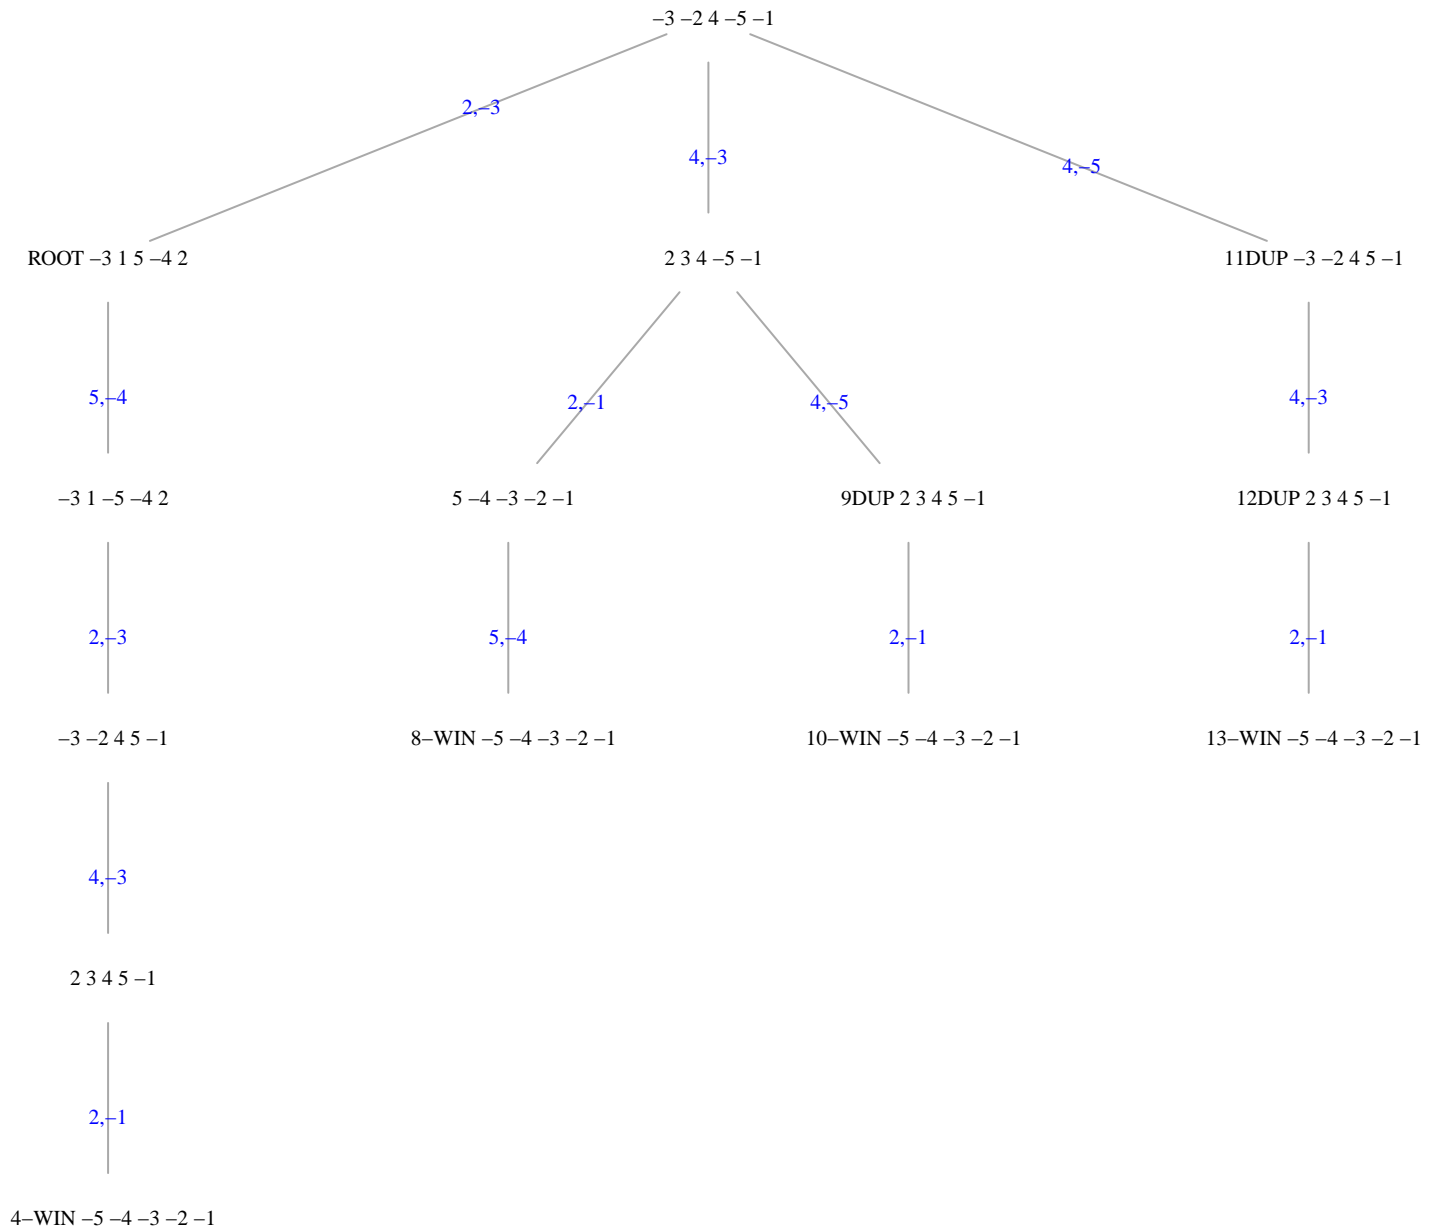 –3 –2 4 –5 –1
2,–3
4,–3
4,–5
ROOT –3 1 5 –4 2
2 3 4 –5 –1
11DUP –3 –2 4 5 –1
5,–4
2,–1
4,–5
4,–3
–3 1 –5 –4 2
5 –4 –3 –2 –1
9DUP 2 3 4 5 –1
12DUP 2 3 4 5 –1
2,–3
5,–4
2,–1
2,–1
–3 –2 4 5 –1
8–WIN –5 –4 –3 –2 –1
10–WIN –5 –4 –3 –2 –1
13–WIN –5 –4 –3 –2 –1
4,–3
2 3 4 5 –1
2,–1
4–WIN –5 –4 –3 –2 –1